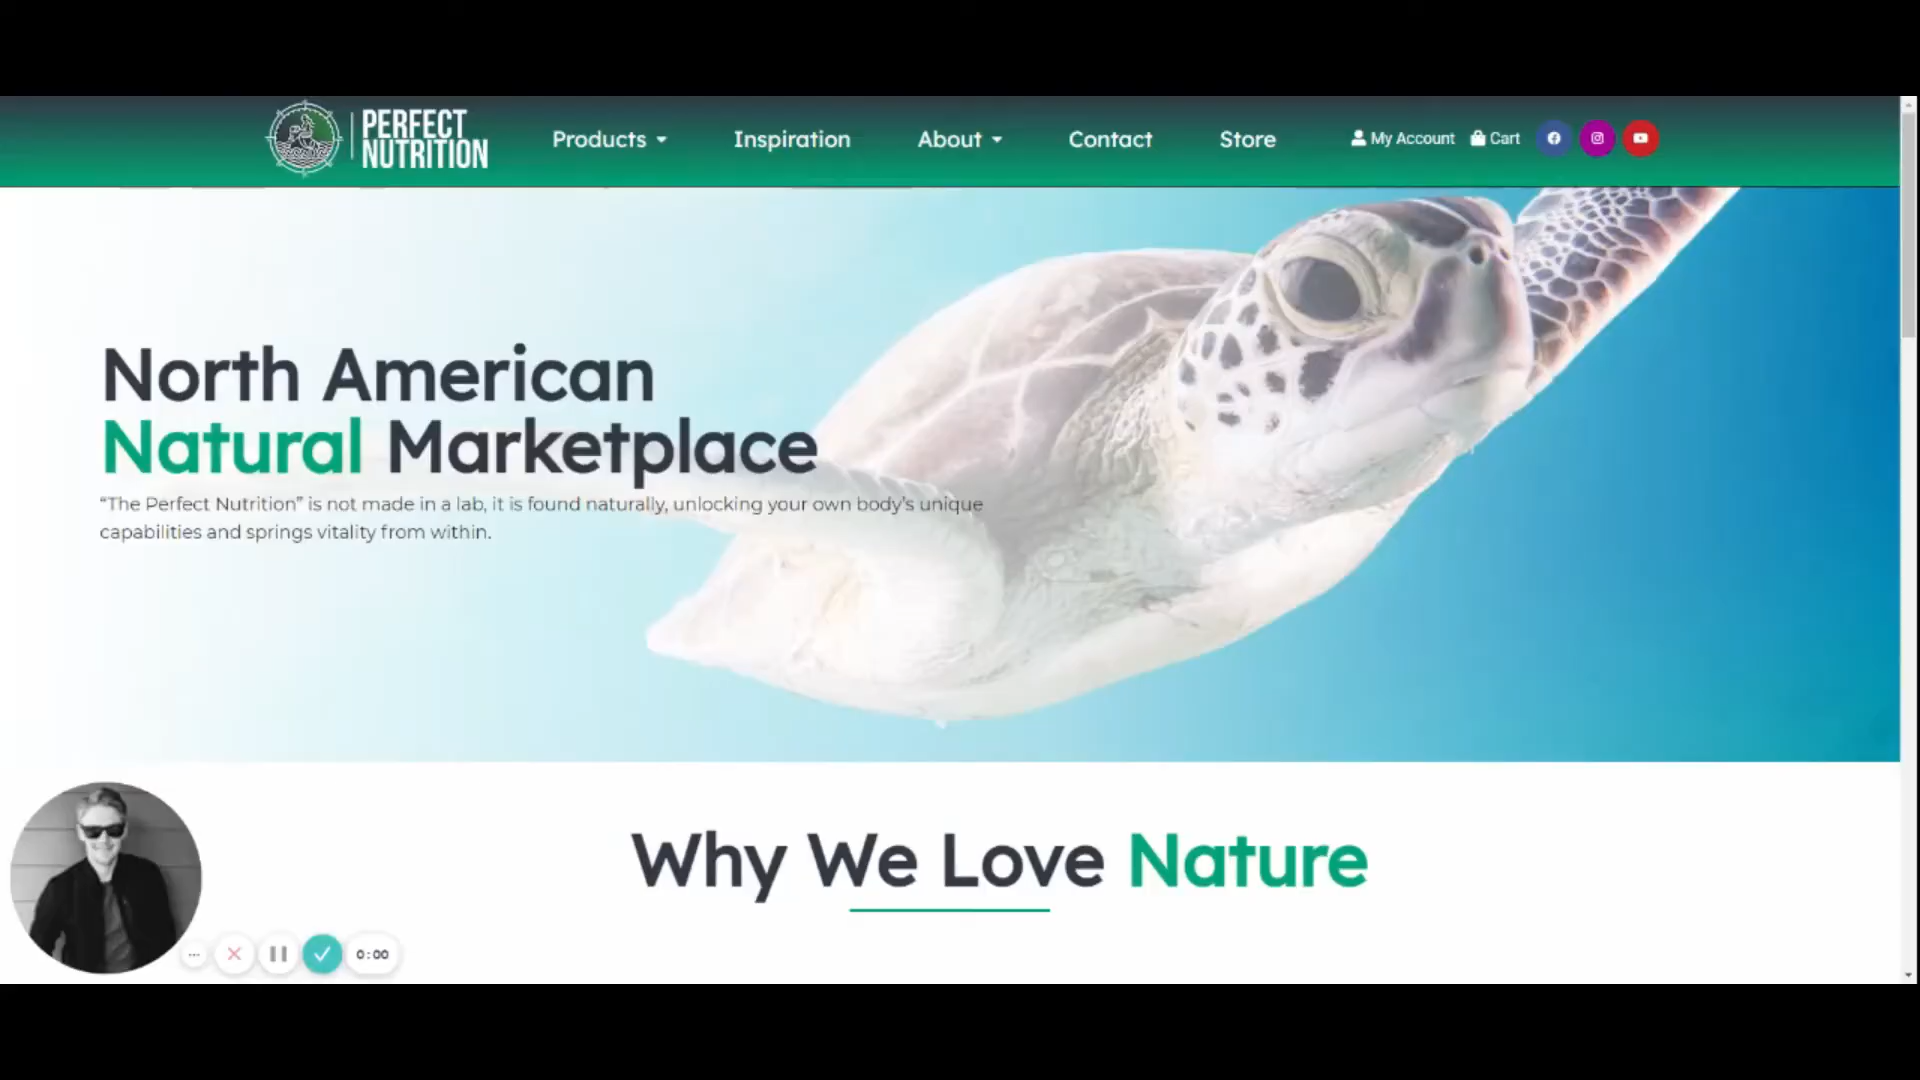 PERFECT
NUTRITION
Products
Inspiration
About
Contact
Store
My Account
Cart
North American
Natural Marketplace
“The Perfect Nutrition” is not made in a lab, it is found naturally, unlocking your own body’s unique
capabilities and springs vitality from within.
Why We Love Nature
0:00